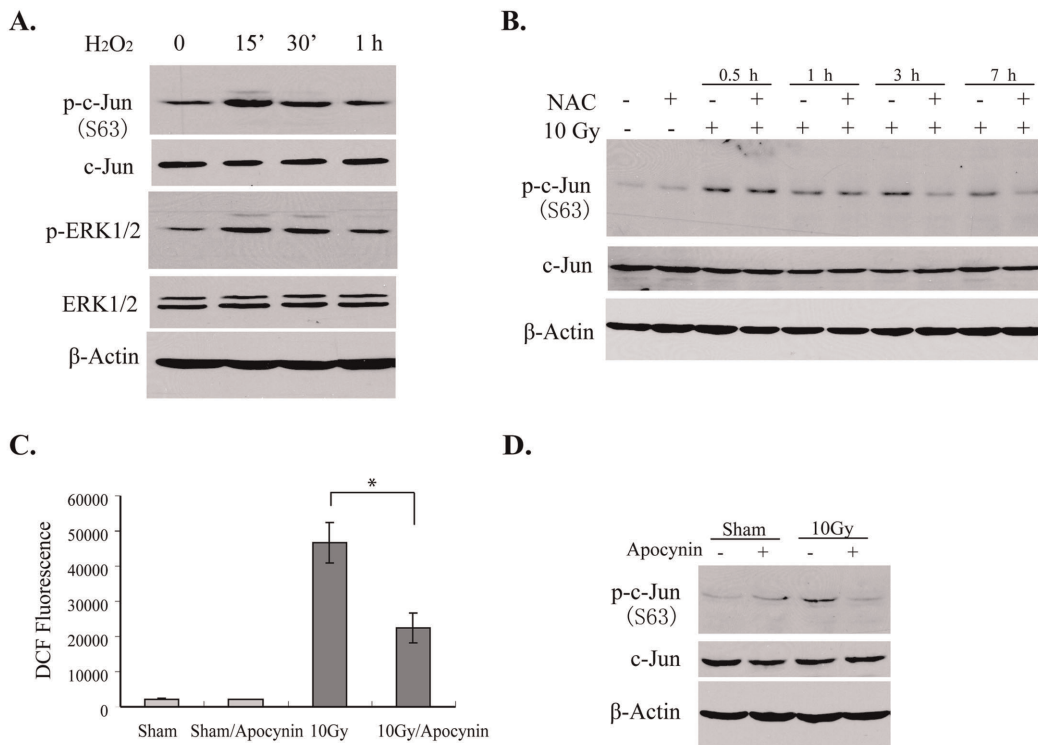 A.
H2O2 0 15’ 30’ 1 h
p-c-Jun
(S63)
c-Jun
p-ERK1/2
ERK1/2
β-Actin
B.
0.5 h 1 h 3 h 7 h
NAC - + - + - + - + - +
10 Gy - - + + + + + + + +
p-c-Jun
(S63)
c-Jun
β-Actin
C.
*
60000
50000
40000
30000
20000
10000
0
DCF Fluorescence
Sham Sham/Apocynin 10Gy 10Gy/Apocynin
D.
Sham 10Gy
Apocynin - + - +
p-c-Jun
(S63)
c-Jun
β-Actin